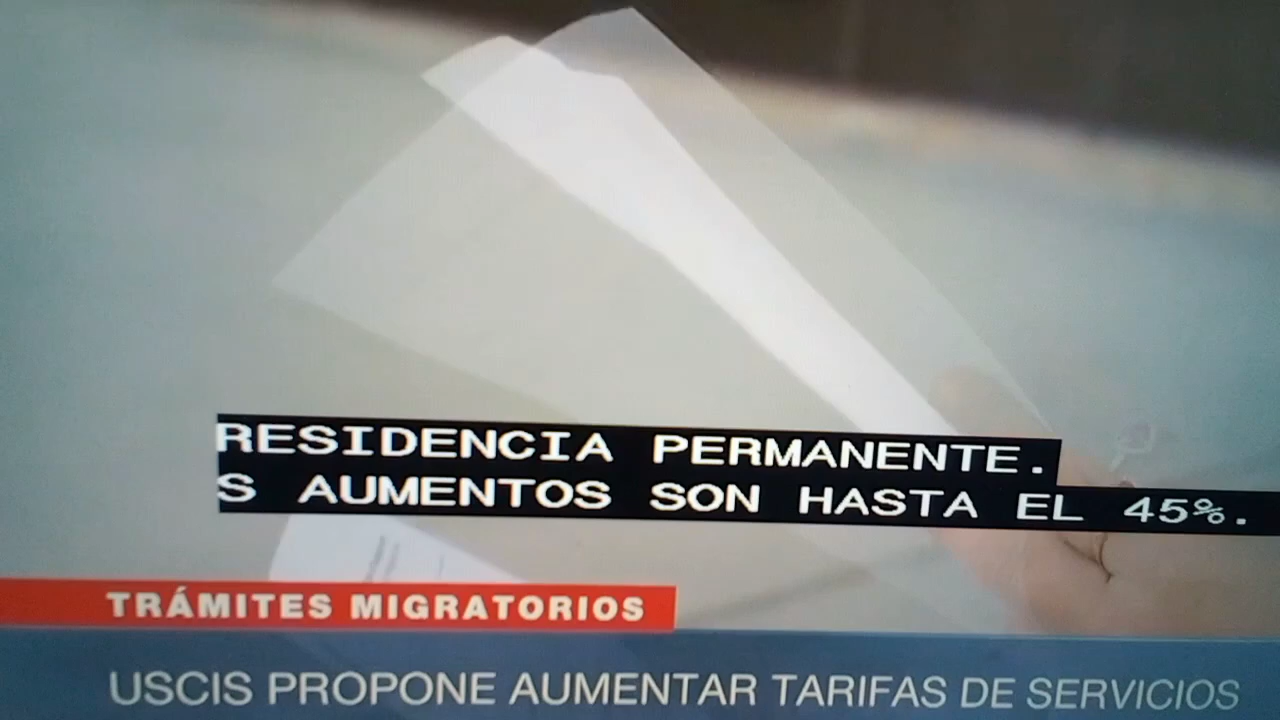 RESIDENCIA PERMANENTE.
S AUMENTOS SON HASTA EL 45%.
TRÁMITES MIGRATORIOS
USCIS PROPONE AUMENTAR TARIFAS DE SERVICIOS